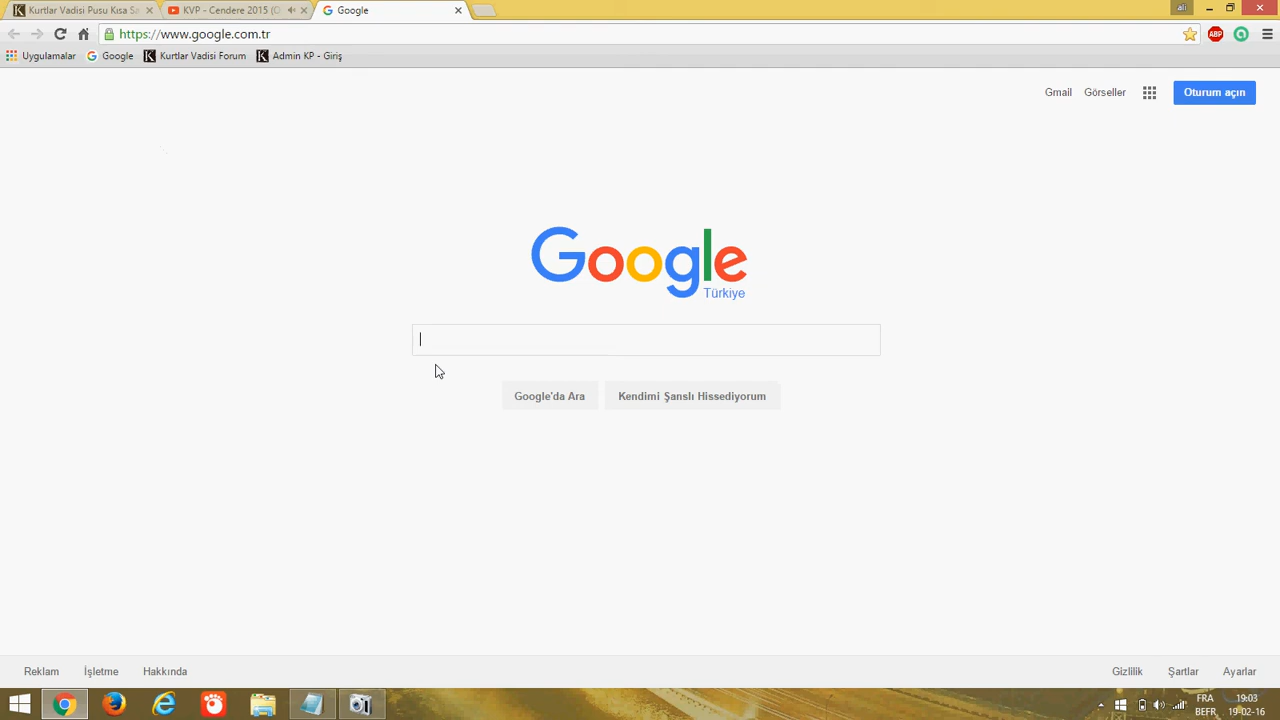 Kurtlar Vadisi Pusu Kısa Sa
KVP - Cendere 2015 (O
Google
ali
https://www.google.com.tr
ABP
Uygulamalar
Google
Kurtlar Vadisi Forum
Admin KP - Giriş
Gmail
Görseller
Oturum açın
Google
Türkiye
Google'da Ara
Kendimi Şanslı Hissediyorum
Reklam
İşletme
Hakkında
Gizlilik
Şartlar
Ayarlar
FRA
19:03
BEFR
19-02-16